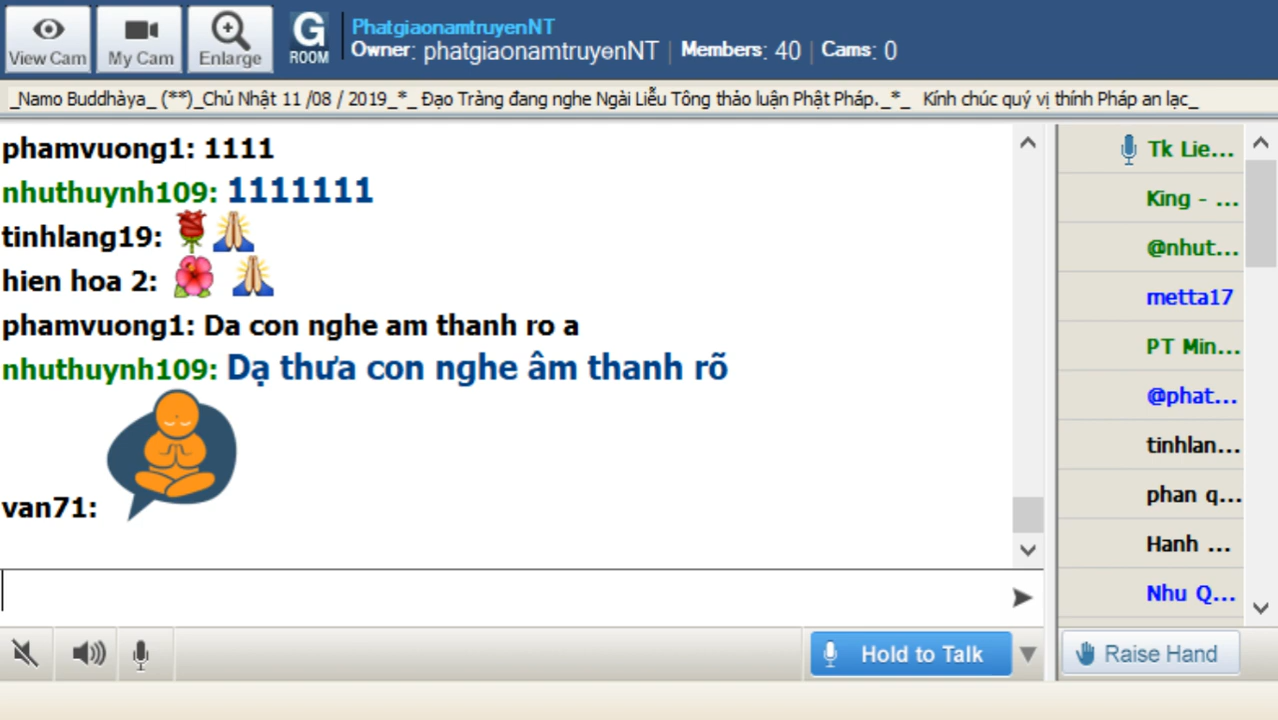 View Cam
My Cam
Enlarge
G
ROOM
PhatgiaonamtruyenNT
Owner: phatgiaonamtruyenNT | Members: 40 | Cams: 0
_Namo Buddhàya_ (**)_Chủ Nhật 11 /08 / 2019_*_ Đạo Tràng đang nghe Ngài Liễu Tông thảo luận Phật Pháp._*_ Kính chúc quý vị thính Pháp an lạc_
phamvuong1: 1111
nhuthuynh109: 1111111
tinhlang19: 🌹🙏
hien hoa 2: 🌺 🙏
phamvuong1: Da con nghe am thanh ro a
nhuthuynh109: Dạ thưa con nghe âm thanh rõ
van71:
Tk Lie...
King - ...
@nhut...
metta17
PT Min...
@phat...
tinhlan...
phan q...
Hanh ...
Nhu Q...
Hold to Talk
Raise Hand